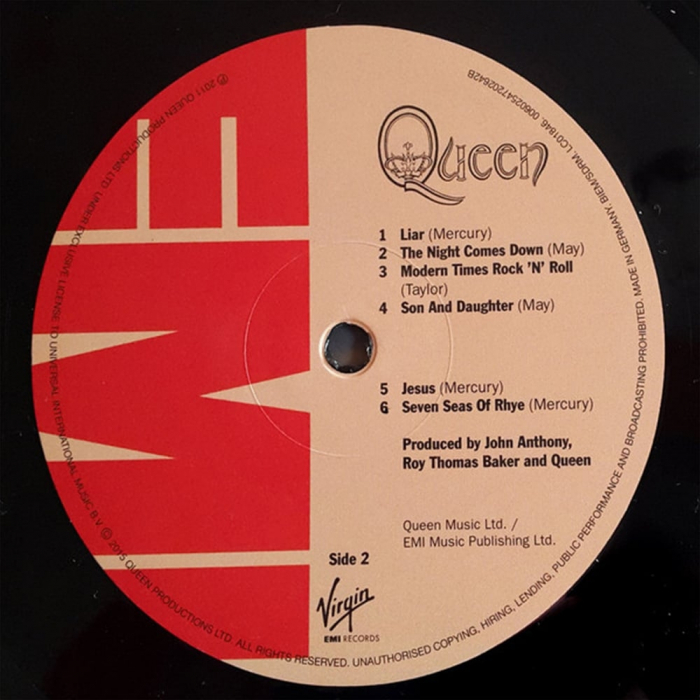 Queen
1 Liar (Mercury)
2 The Night Comes Down (May)
3 Modern Times Rock 'N' Roll
(Taylor)
4 Son And Daughter (May)
5 Jesus (Mercury)
6 Seven Seas Of Rhye (Mercury)
Produced by John Anthony,
Roy Thomas Baker and Queen
Queen Music Ltd. /
EMI Music Publishing Ltd.
Side 2
Virgin
EMI RECORDS
EMI
℗ 2011 QUEEN PRODUCTIONS LTD. UNDER EXCLUSIVE LICENSE TO UNIVERSAL INTERNATIONAL MUSIC B.V. © 2015 QUEEN PRODUCTIONS LTD. ALL RIGHTS RESERVED. UNAUTHORISED COPYING, HIRING, LENDING, PUBLIC PERFORMANCE AND BROADCASTING PROHIBITED. MADE IN GERMANY. BIEM/SDRM. LC01846. 00602547202642B